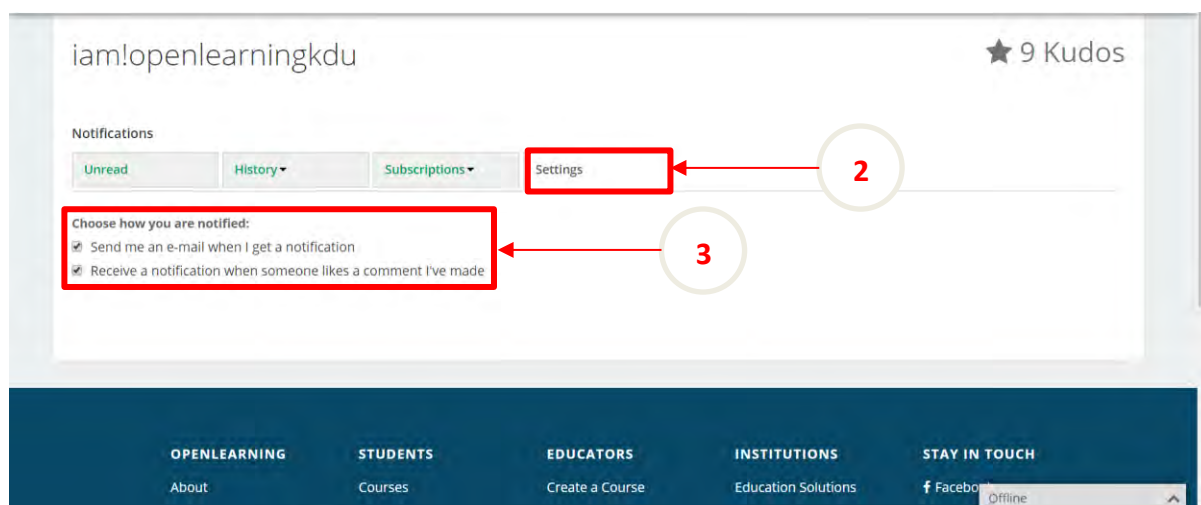 iam!openlearningkdu
9 Kudos
Notifications
Unread History Subscriptions Settings
2
Choose how you are notified:
Send me an e-mail when I get a notification
Receive a notification when someone likes a comment I've made
3
OPENLEARNING STUDENTS EDUCATORS INSTITUTIONS STAY IN TOUCH
About Courses Create a Course Education Solutions Facebo
Offline